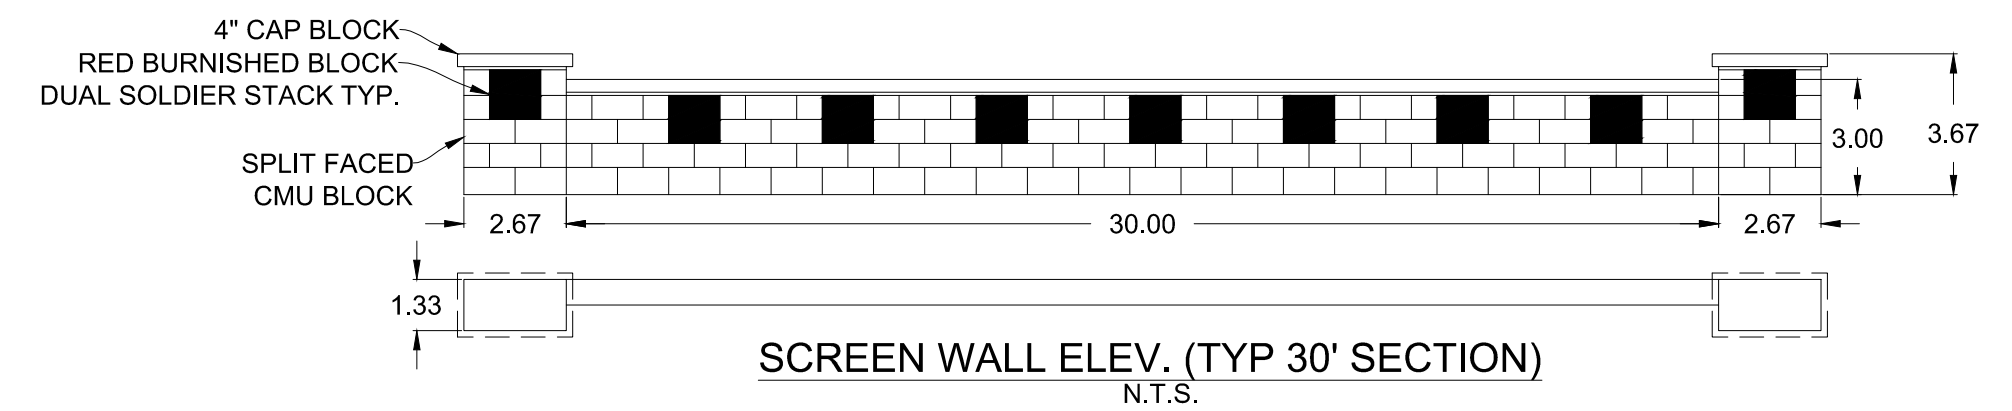 4" CAP BLOCK
RED BURNISHED BLOCK
DUAL SOLDIER STACK TYP.
SPLIT FACED
CMU BLOCK
3.00
3.67
2.67
30.00
2.67
1.33
SCREEN WALL ELEV. (TYP 30' SECTION)
N.T.S.